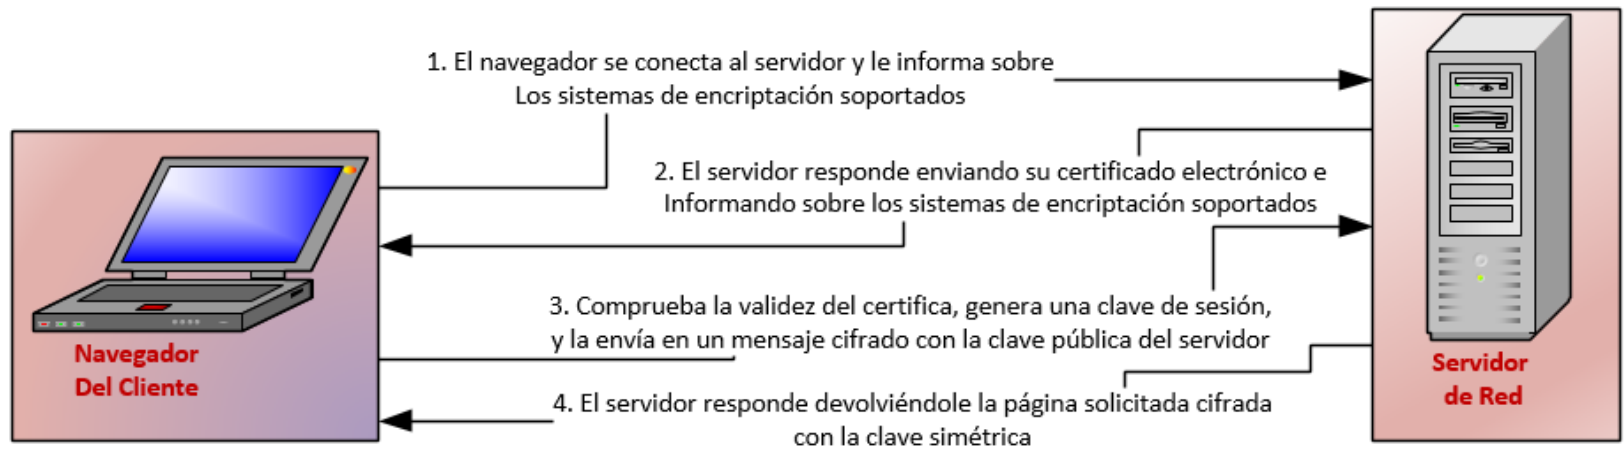 1. El navegador se conecta al servidor y le informa sobre
Los sistemas de encriptación soportados
2. El servidor responde enviando su certificado electrónico e
Informando sobre los sistemas de encriptación soportados
3. Comprueba la validez del certifica, genera una clave de sesión,
y la envía en un mensaje cifrado con la clave pública del servidor
4. El servidor responde devolviéndole la página solicitada cifrada
con la clave simétrica
Navegador
Del Cliente
Servidor
de Red